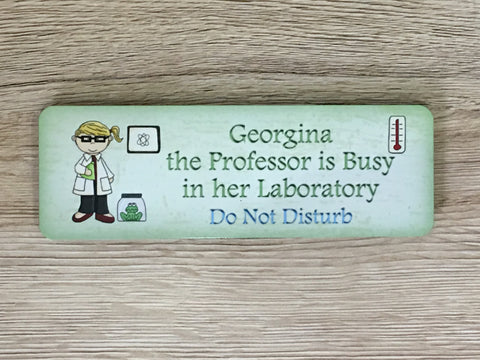 Georgina
the Professor is Busy
in her Laboratory
Do Not Disturb